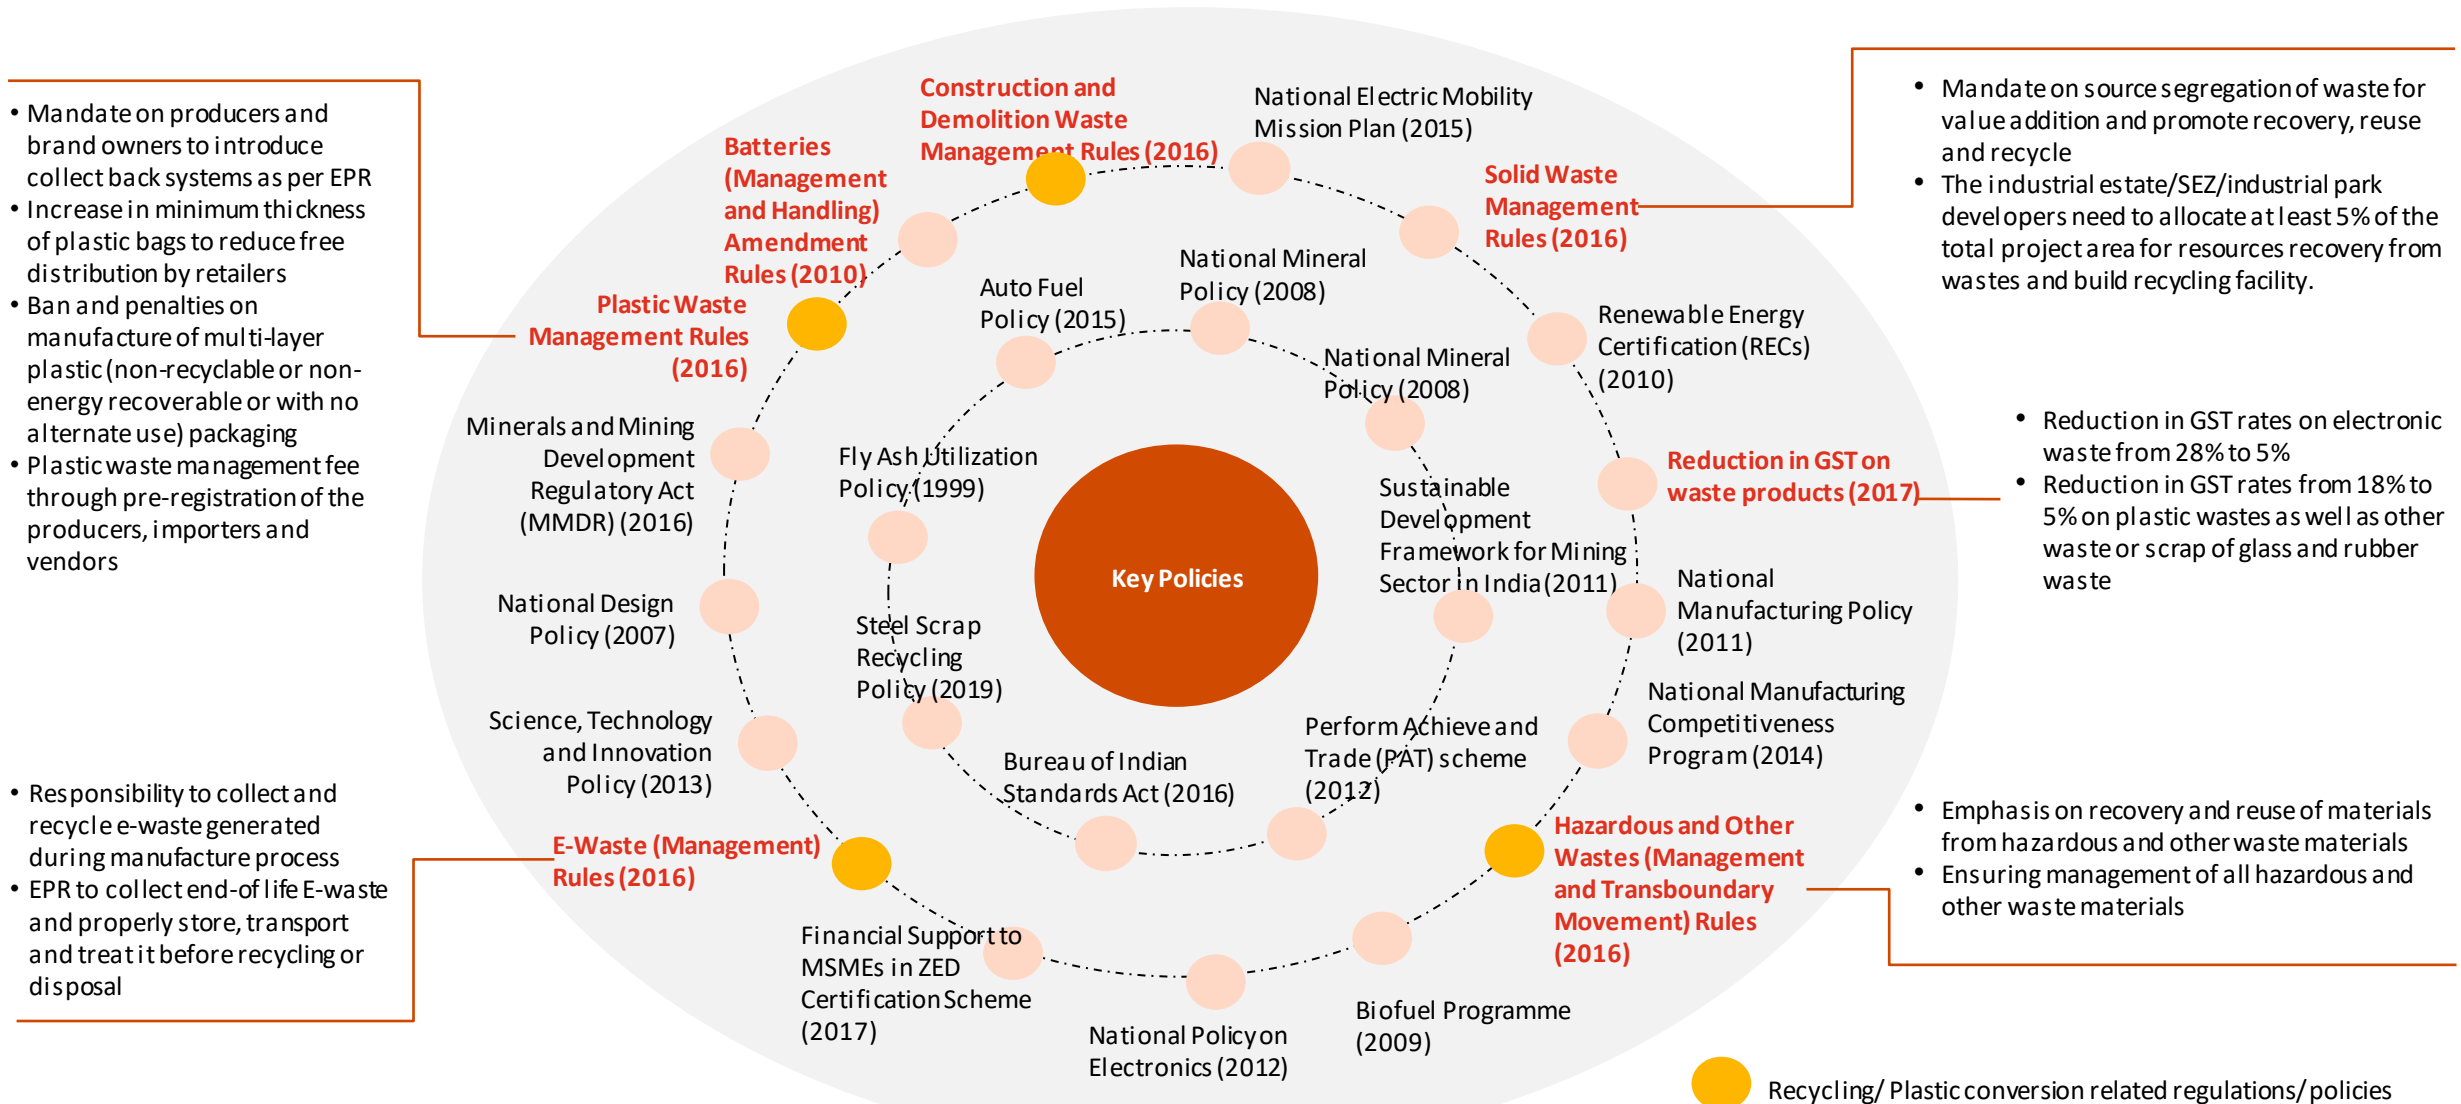 • Mandate on producers and
brand owners to introduce
collect back systems as per EPR
• Increase in minimum thickness
of plastic bags to reduce free
distribution by retailers
• Ban and penalties on
manufacture of multi-layer
plastic (non-recyclable or non-
energy recoverable or with no
alternate use) packaging
• Plastic waste management fee
through pre-registration of the
producers, importers and
vendors
• Responsibility to collect and
recycle e-waste generated
during manufacture process
• EPR to collect end-of life E-waste
and properly store, transport
and treat it before recycling or
disposal
Construction and
Demolition Waste
Management Rules (2016)
National Electric Mobility
Mission Plan (2015)
Batteries
(Management
and Handling)
Amendment
Rules (2010)
Solid Waste
Management
Rules (2016)
Plastic Waste
Management Rules
(2016)
Auto Fuel
Policy (2015)
National Mineral
Policy (2008)
National Mineral
Policy (2008)
Renewable Energy
Certification (RECs)
(2010)
Minerals and Mining
Development
Regulatory Act
(MMDR) (2016)
Fly Ash Utilization
Policy (1999)
Key Policies
Sustainable
Development
Framework for Mining
Sector in India (2011)
Reduction in GST on
waste products (2017)
National Design
Policy (2007)
Steel Scrap
Recycling
Policy (2019)
National
Manufacturing Policy
(2011)
Science, Technology
and Innovation
Policy (2013)
Bureau of Indian
Standards Act (2016)
Perform Achieve and
Trade (PAT) scheme
(2012)
National Manufacturing
Competitiveness
Program (2014)
E-Waste (Management)
Rules (2016)
Hazardous and Other
Wastes (Management
and Transboundary
Movement) Rules
(2016)
Financial Support to
MSMEs in ZED
Certification Scheme
(2017)
National Policy on
Electronics (2012)
Biofuel Programme
(2009)
• Mandate on source segregation of waste for
value addition and promote recovery, reuse
and recycle
• The industrial estate/SEZ/industrial park
developers need to allocate at least 5% of the
total project area for resources recovery from
wastes and build recycling facility.
• Reduction in GST rates on electronic
waste from 28% to 5%
• Reduction in GST rates from 18% to
5% on plastic wastes as well as other
waste or scrap of glass and rubber
waste
• Emphasis on recovery and reuse of materials
from hazardous and other waste materials
• Ensuring management of all hazardous and
other waste materials
Recycling/ Plastic conversion related regulations/ policies